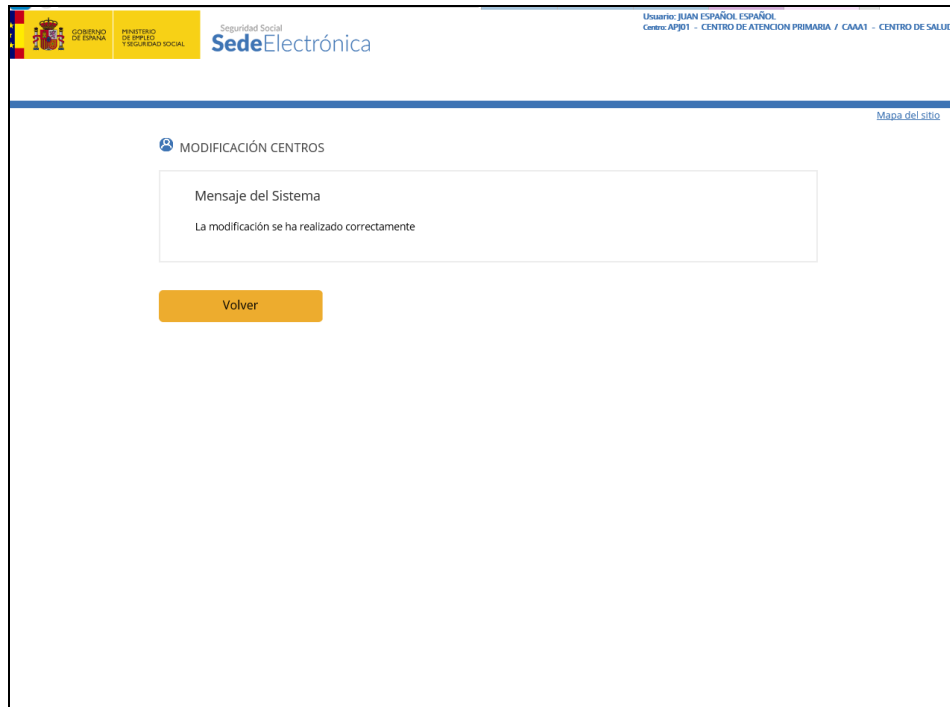 GOBIERNO
DE ESPAÑA
MINISTERIO
DE EMPLEO
Y SEGURIDAD SOCIAL
Seguridad Social
SedeElectrónica
Usuario: JUAN ESPAÑOL ESPAÑOL
Centro: APJ01 - CENTRO DE ATENCION PRIMARIA / CAAA1 - CENTRO DE SALUD
Mapa del sitio
MODIFICACIÓN CENTROS
Mensaje del Sistema
La modificación se ha realizado correctamente
Volver